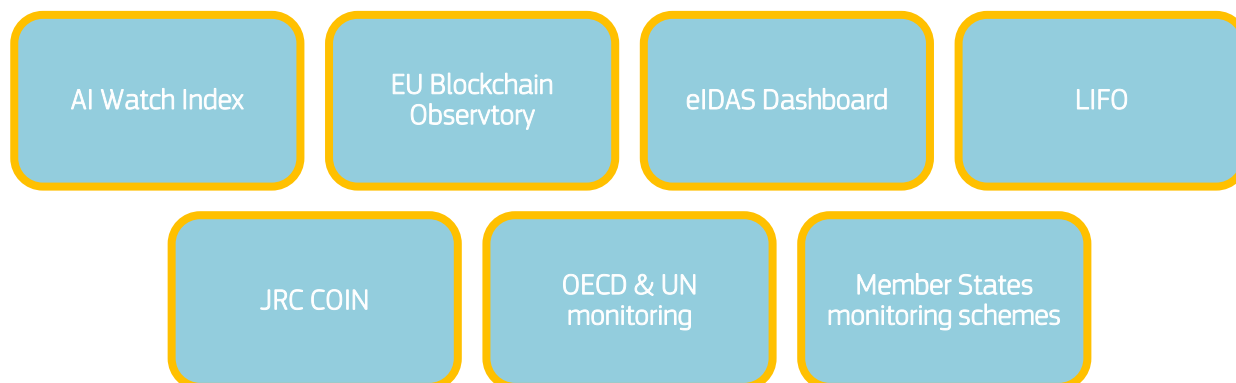 AI Watch Index
EU Blockchain
Observtory
eIDAS Dashboard
LIFO
JRC COIN
OECD & UN
monitoring
Member States
monitoring schemes